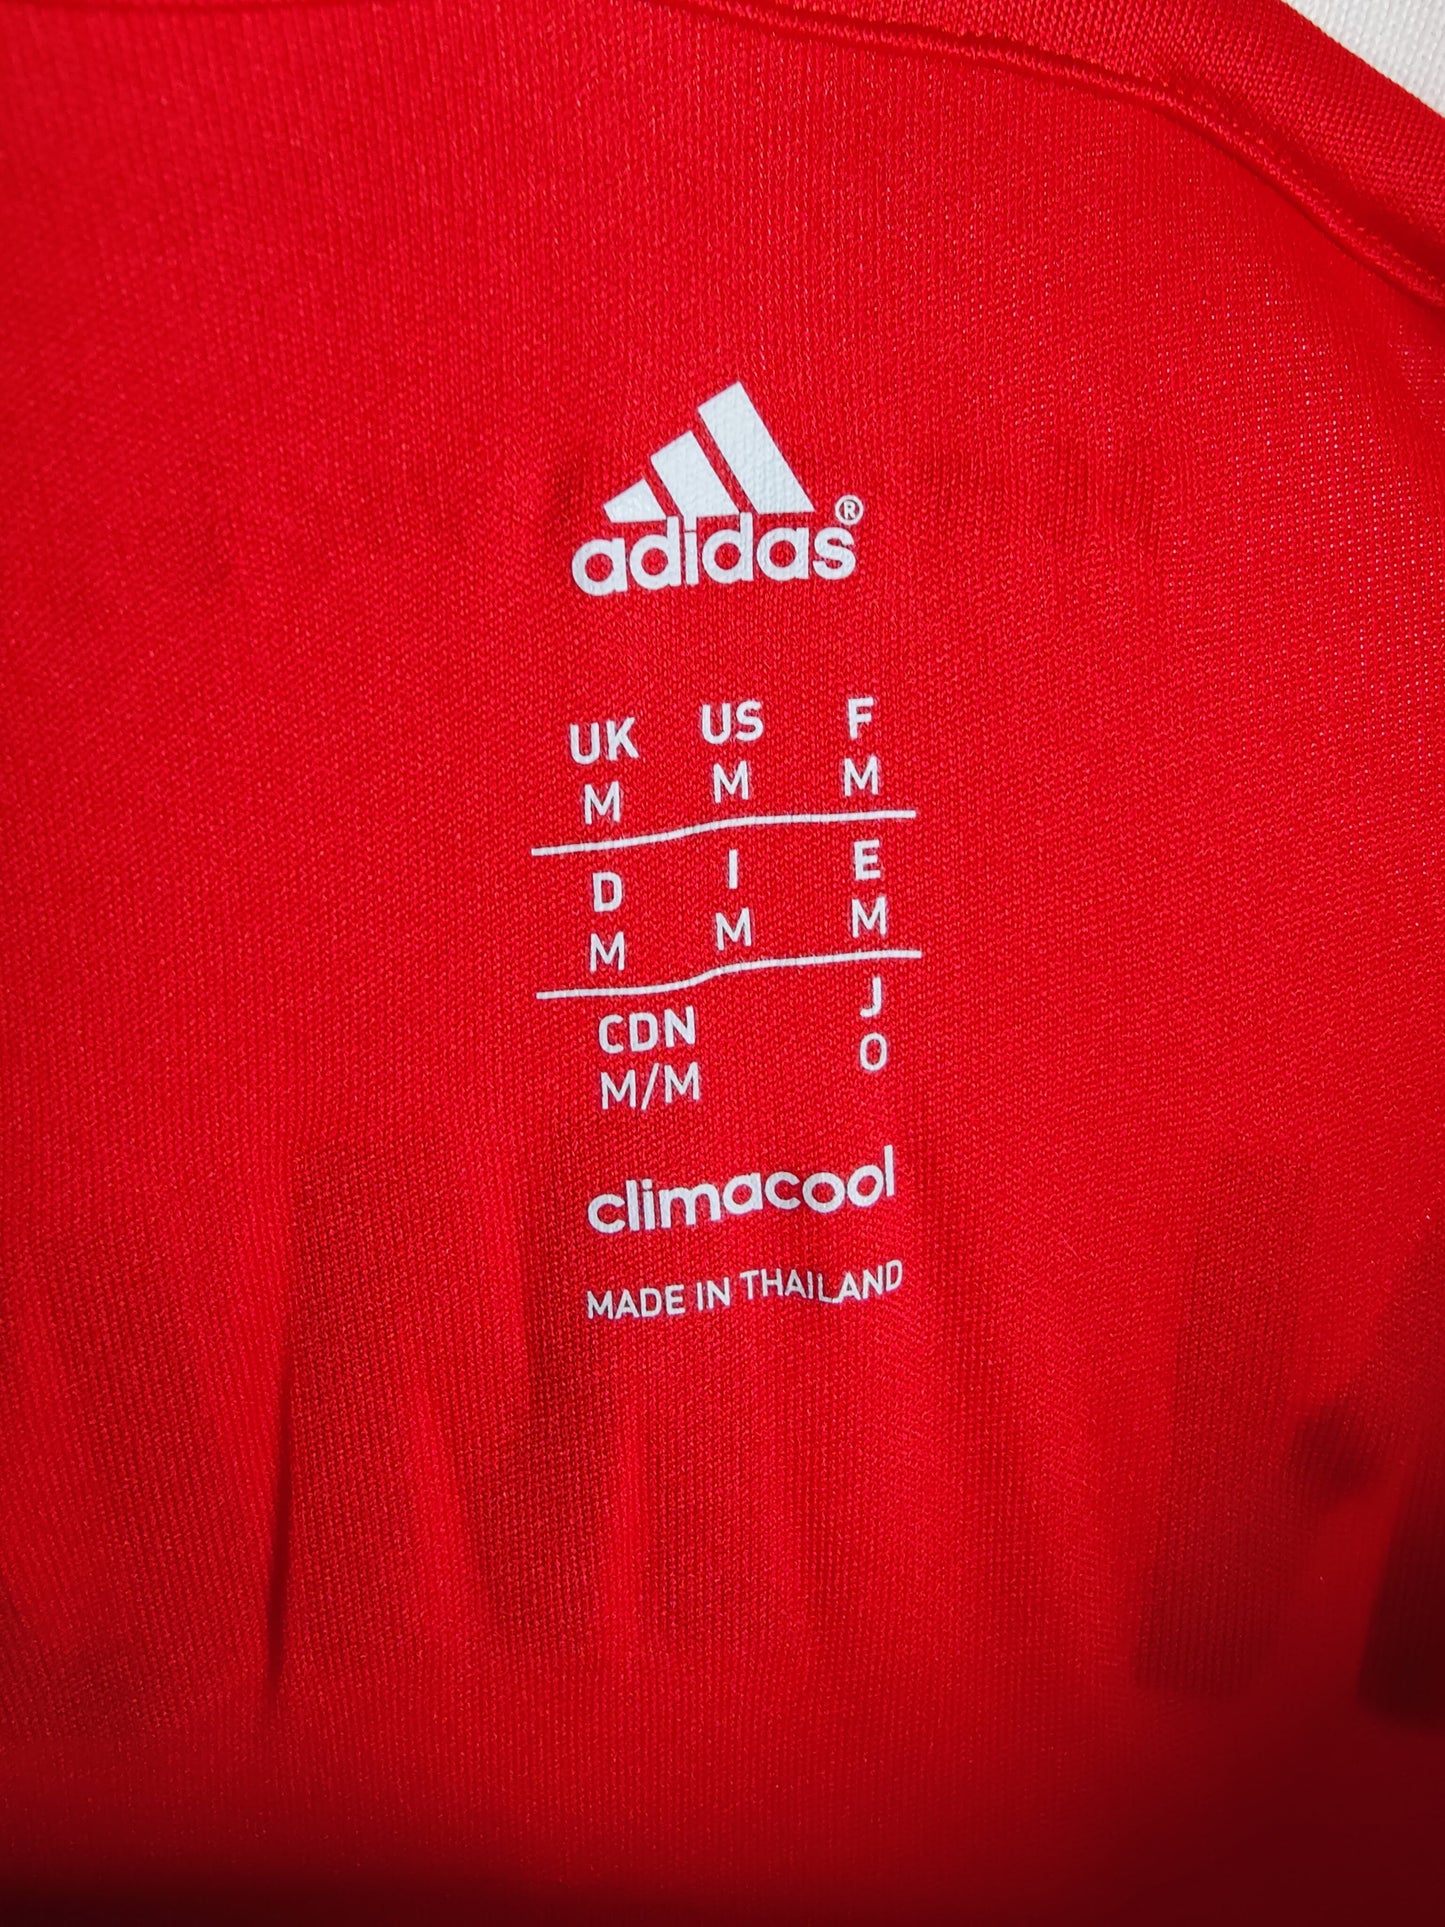 adidas®
UK US F
M M M
D I E
M M M
CDN J
M/M O
climacool
MADE IN THAILAND